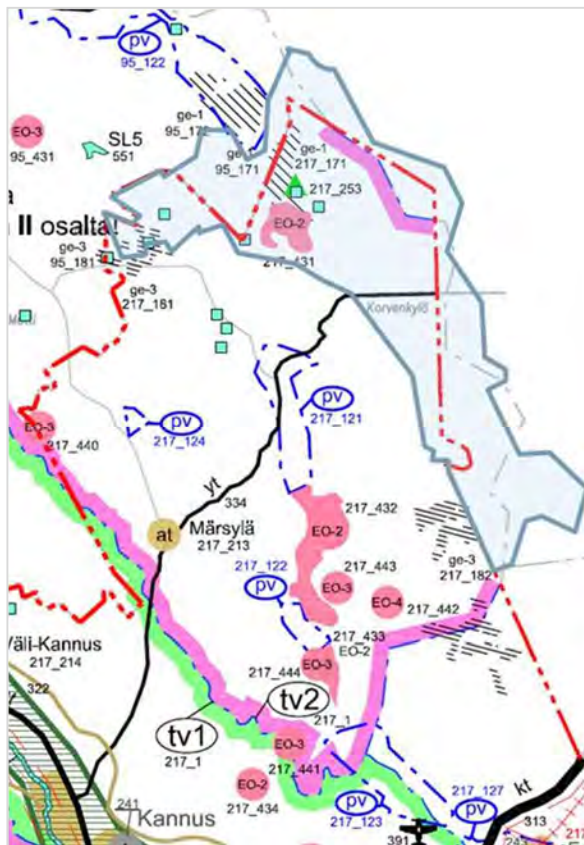 pv
95_122
EO-3
95_431
SL5
551
ge-1
ge-1
217_171
95_171
217_253
II osalta!
EO-2
217_431
ge-3
95_181
ge-3
217_181
Korvenkylö
pv
217_121
EO-3
217_440
pv
217_124
yt
334
217_432
EO-2
at
Märsylä
217_213
217_122
pv
217_443
EO-3
EO-4
ge-3
217_182
217_442
217_433
EO-2
Väli-Kannus
217_214
322
217_444
EO-3
tv2
217_1
tv1
217_1
EO-3
217_441
EO-2
217_434
241
Kannus
pv
217_123
217_127
pv
kt
313
391
243
217